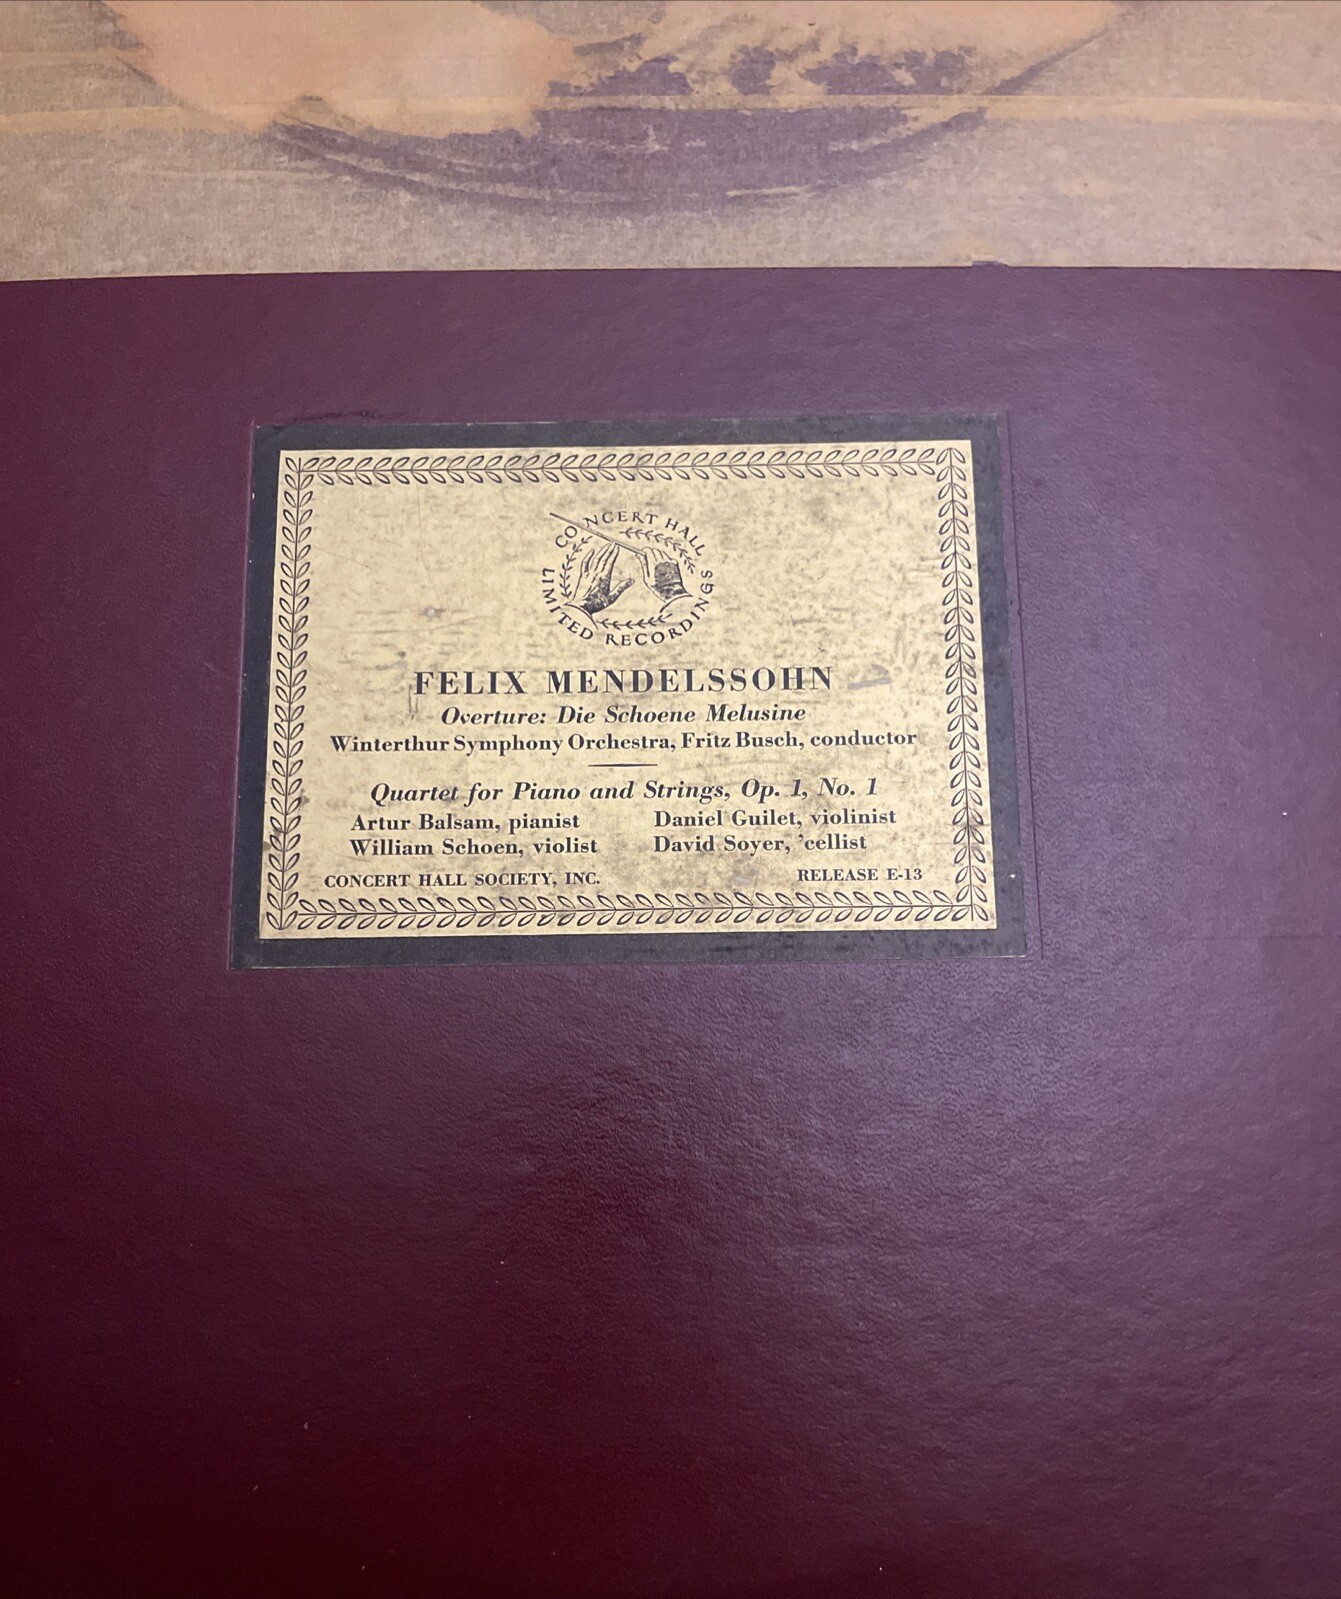 CONCERT HALL
LIMITED RECORDINGS
FELIX MENDELSSOHN
Overture: Die Schoene Melusine
Winterthur Symphony Orchestra, Fritz Busch, conductor
Quartet for Piano and Strings, Op. 1, No. 1
Artur Balsam, pianist Daniel Guilet, violinist
William Schoen, violist David Soyer, 'cellist
CONCERT HALL SOCIETY, INC. RELEASE E-13